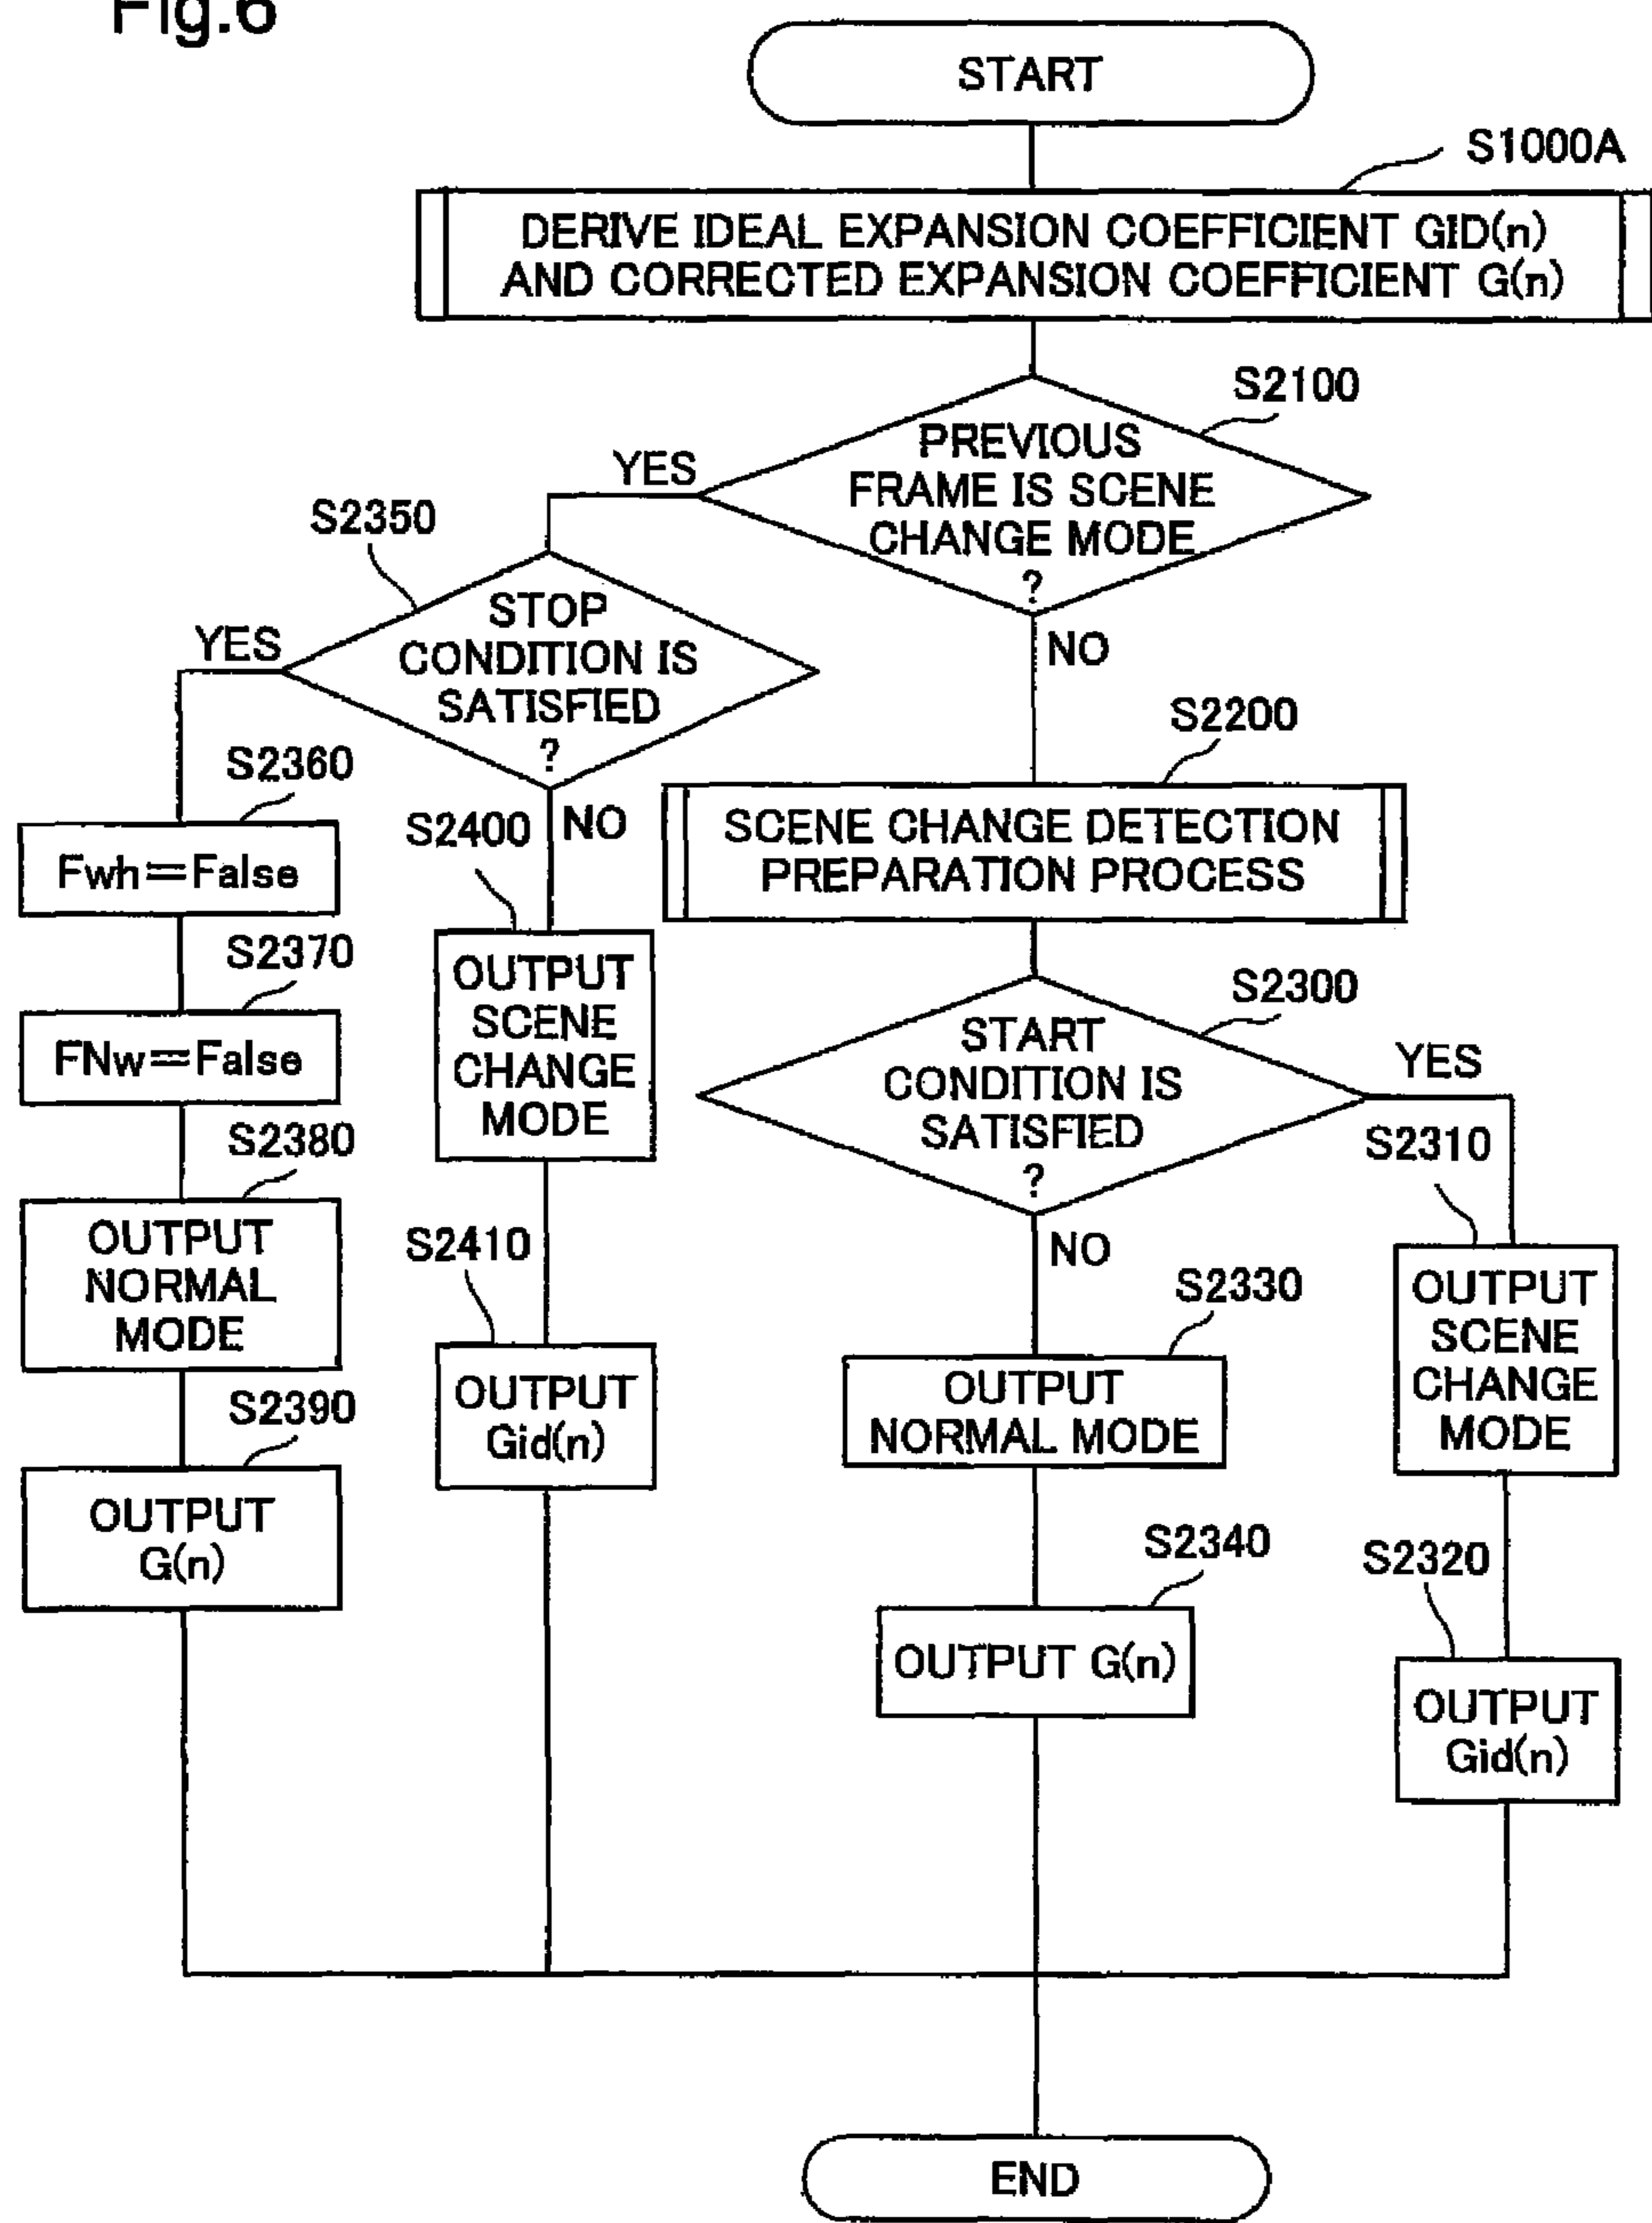 Fig.6
START
S1000A
DERIVE IDEAL EXPANSION COEFFICIENT GID(n)
AND CORRECTED EXPANSION COEFFICIENT G(n)
S2100
PREVIOUS
FRAME IS SCENE
CHANGE MODE
?
YES
NO
S2350
STOP
CONDITION IS
SATISFIED
?
YES
NO
S2360
Fwh=False
S2370
FNw=False
S2380
OUTPUT
NORMAL
MODE
S2390
OUTPUT
G(n)
S2400
OUTPUT
SCENE
CHANGE
MODE
S2410
OUTPUT
Gid(n)
S2200
SCENE CHANGE DETECTION
PREPARATION PROCESS
S2300
START
CONDITION IS
SATISFIED
?
YES
NO
S2310
OUTPUT
SCENE
CHANGE
MODE
S2320
OUTPUT
Gid(n)
S2330
OUTPUT
NORMAL MODE
S2340
OUTPUT G(n)
END